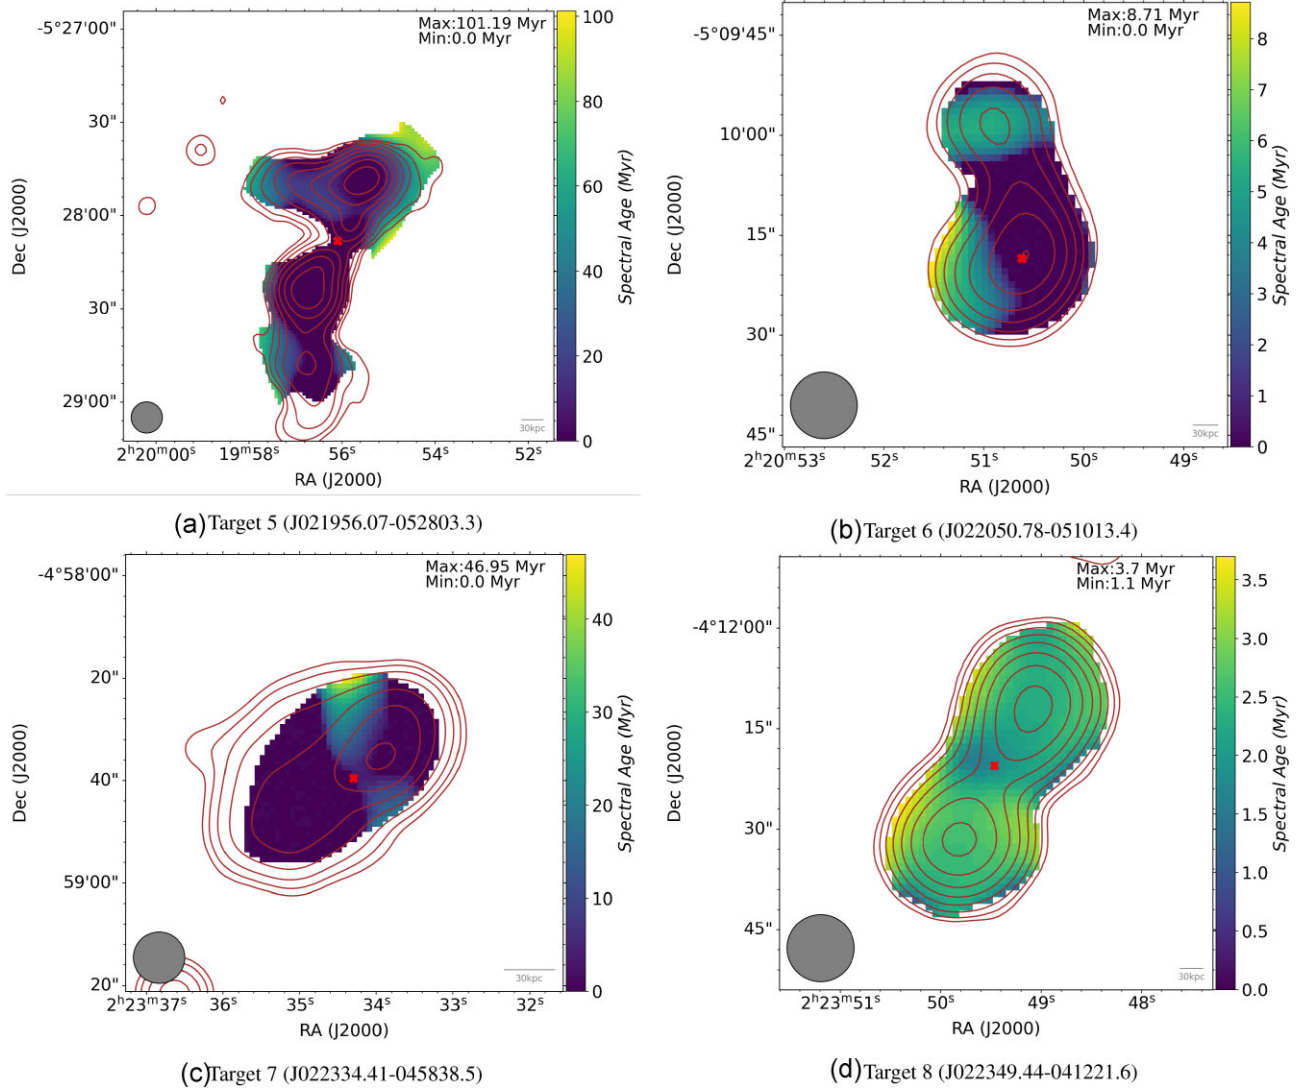 Max:101.19 Myr
Min:0.0 Myr
-5°27'00"
30"
28'00"
30"
29'00"
Dec (J2000)
2ʰ20ᵐ00ˢ
19ᵐ58ˢ
56ˢ
54ˢ
52ˢ
RA (J2000)
30kpc
100
80
60
40
20
0
Spectral Age (Myr)
(a) Target 5 (J021956.07-052803.3)
Max:8.71 Myr
Min:0.0 Myr
-5°09'45"
10'00"
15"
30"
45"
Dec (J2000)
2ʰ20ᵐ53ˢ
52ˢ
51ˢ
50ˢ
49ˢ
RA (J2000)
30kpc
8
7
6
5
4
3
2
1
0
Spectral Age (Myr)
(b) Target 6 (J022050.78-051013.4)
Max:46.95 Myr
Min:0.0 Myr
-4°58'00"
20"
40"
59'00"
20"
Dec (J2000)
2ʰ23ᵐ37ˢ
36ˢ
35ˢ
34ˢ
33ˢ
32ˢ
RA (J2000)
30kpc
40
30
20
10
0
Spectral Age (Myr)
(c) Target 7 (J022334.41-045838.5)
Max:3.7 Myr
Min:1.1 Myr
-4°12'00"
15"
30"
45"
Dec (J2000)
2ʰ23ᵐ51ˢ
50ˢ
49ˢ
48ˢ
RA (J2000)
30kpc
3.5
3.0
2.5
2.0
1.5
1.0
0.5
0.0
Spectral Age (Myr)
(d) Target 8 (J022349.44-041221.6)